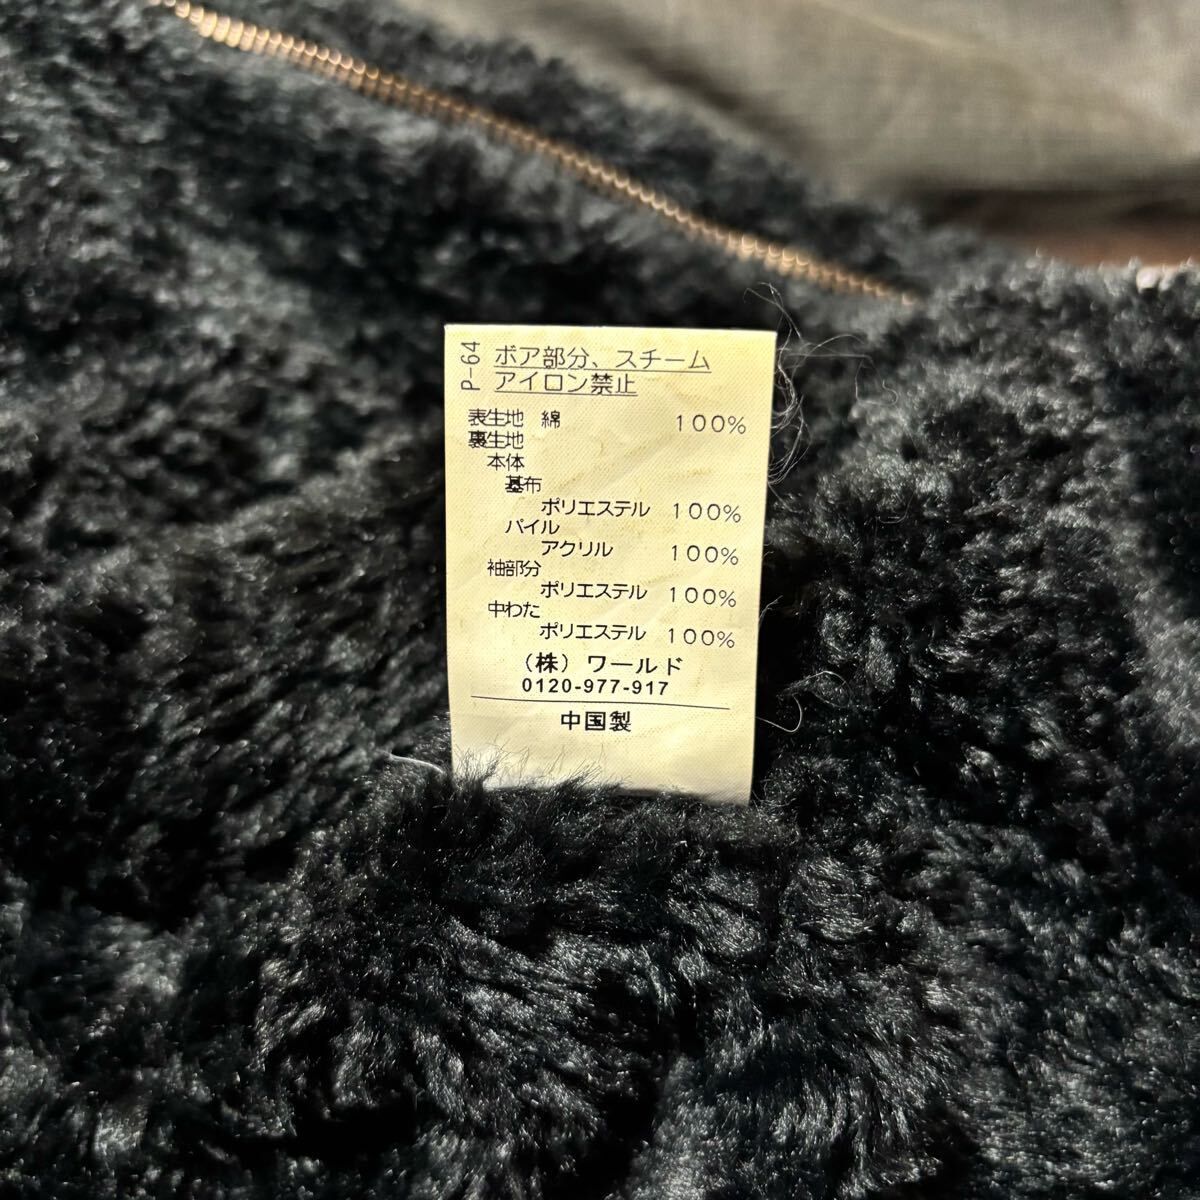 P-64
ボア部分、スチーム
アイロン禁止
表生地 綿 100%
裏生地
本体
基布
ポリエステル 100%
パイル
アクリル 100%
袖部分
ポリエステル 100%
中わた
ポリエステル 100%
(株) ワールド
0120-977-917
中国製